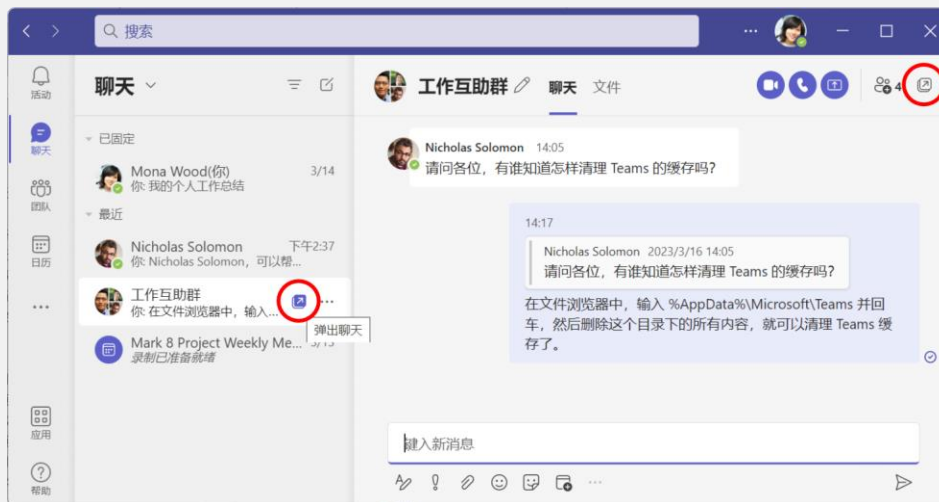 搜索
活动
聊天
团队
日历
应用
帮助
聊天
已固定
Mona Wood(你) 3/14
你: 我的个人工作总结
最近
Nicholas Solomon 下午2:37
你: Nicholas Solomon，可以帮...
工作互助群
你: 在文件浏览器中，输入...
弹出聊天
Mark 8 Project Weekly Me...
录制已准备就绪
工作互助群 聊天 文件 4
Nicholas Solomon 14:05
请问各位，有谁知道怎样清理 Teams 的缓存吗？
14:17
Nicholas Solomon 2023/3/16 14:05
请问各位，有谁知道怎样清理 Teams 的缓存吗？
在文件浏览器中，输入 %AppData%\Microsoft\Teams 并回
车，然后删除这个目录下的所有内容，就可以清理 Teams 缓
存了。
键入新消息